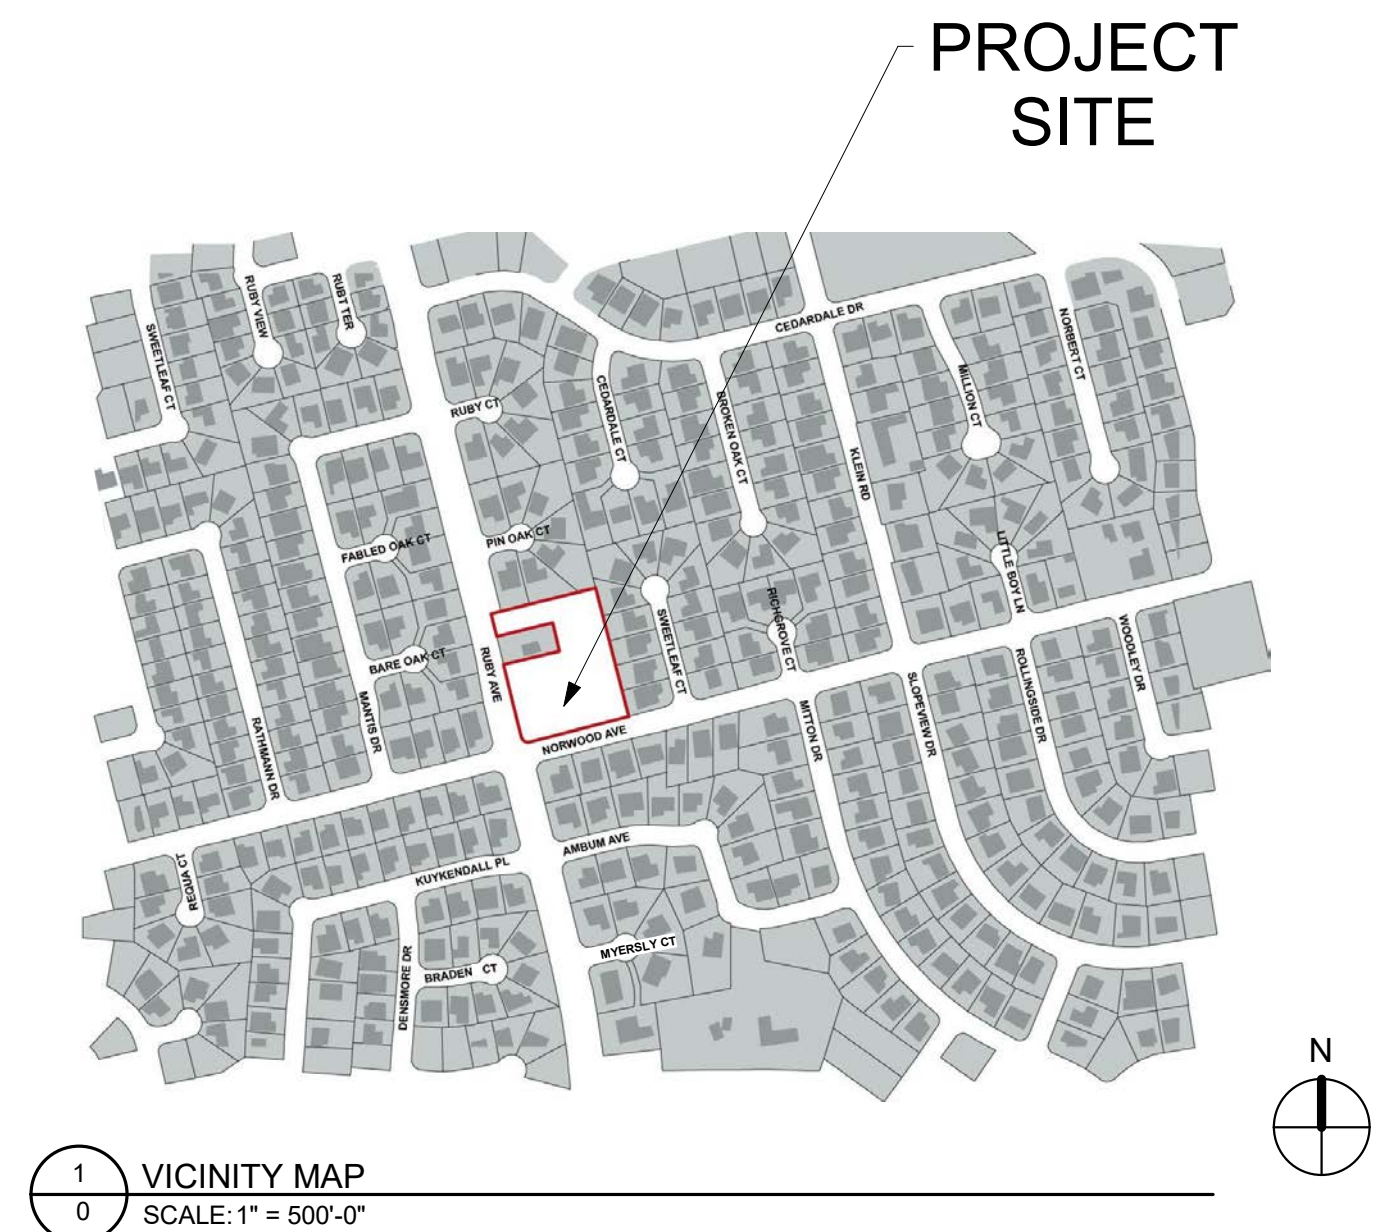 PROJECT
SITE
RUBY VIEW
RUBT TER
SWEETLEAF CT
CEDARDALE DR
NORBERT CT
MILLION CT
RUBY CT
CEDARDALE CT
BROKEN OAK CT
KLEIN RD
FABLED OAK CT
PIN OAK CT
LITTLE BOY LN
RICHGROVE CT
SWEETLEAF CT
WOODLEY DR
BARE OAK CT
RUBY AVE
ROLLINGSIDE DR
SLOPEVIEW DR
MANTIS DR
RATHMANN DR
NORWOOD AVE
MITTON DR
AMBUM AVE
REQUA CT
KUYKENDALL PL
MYERSLY CT
BRADEN CT
DENSMORE DR
N
1
0
VICINITY MAP
SCALE: 1" = 500'-0"